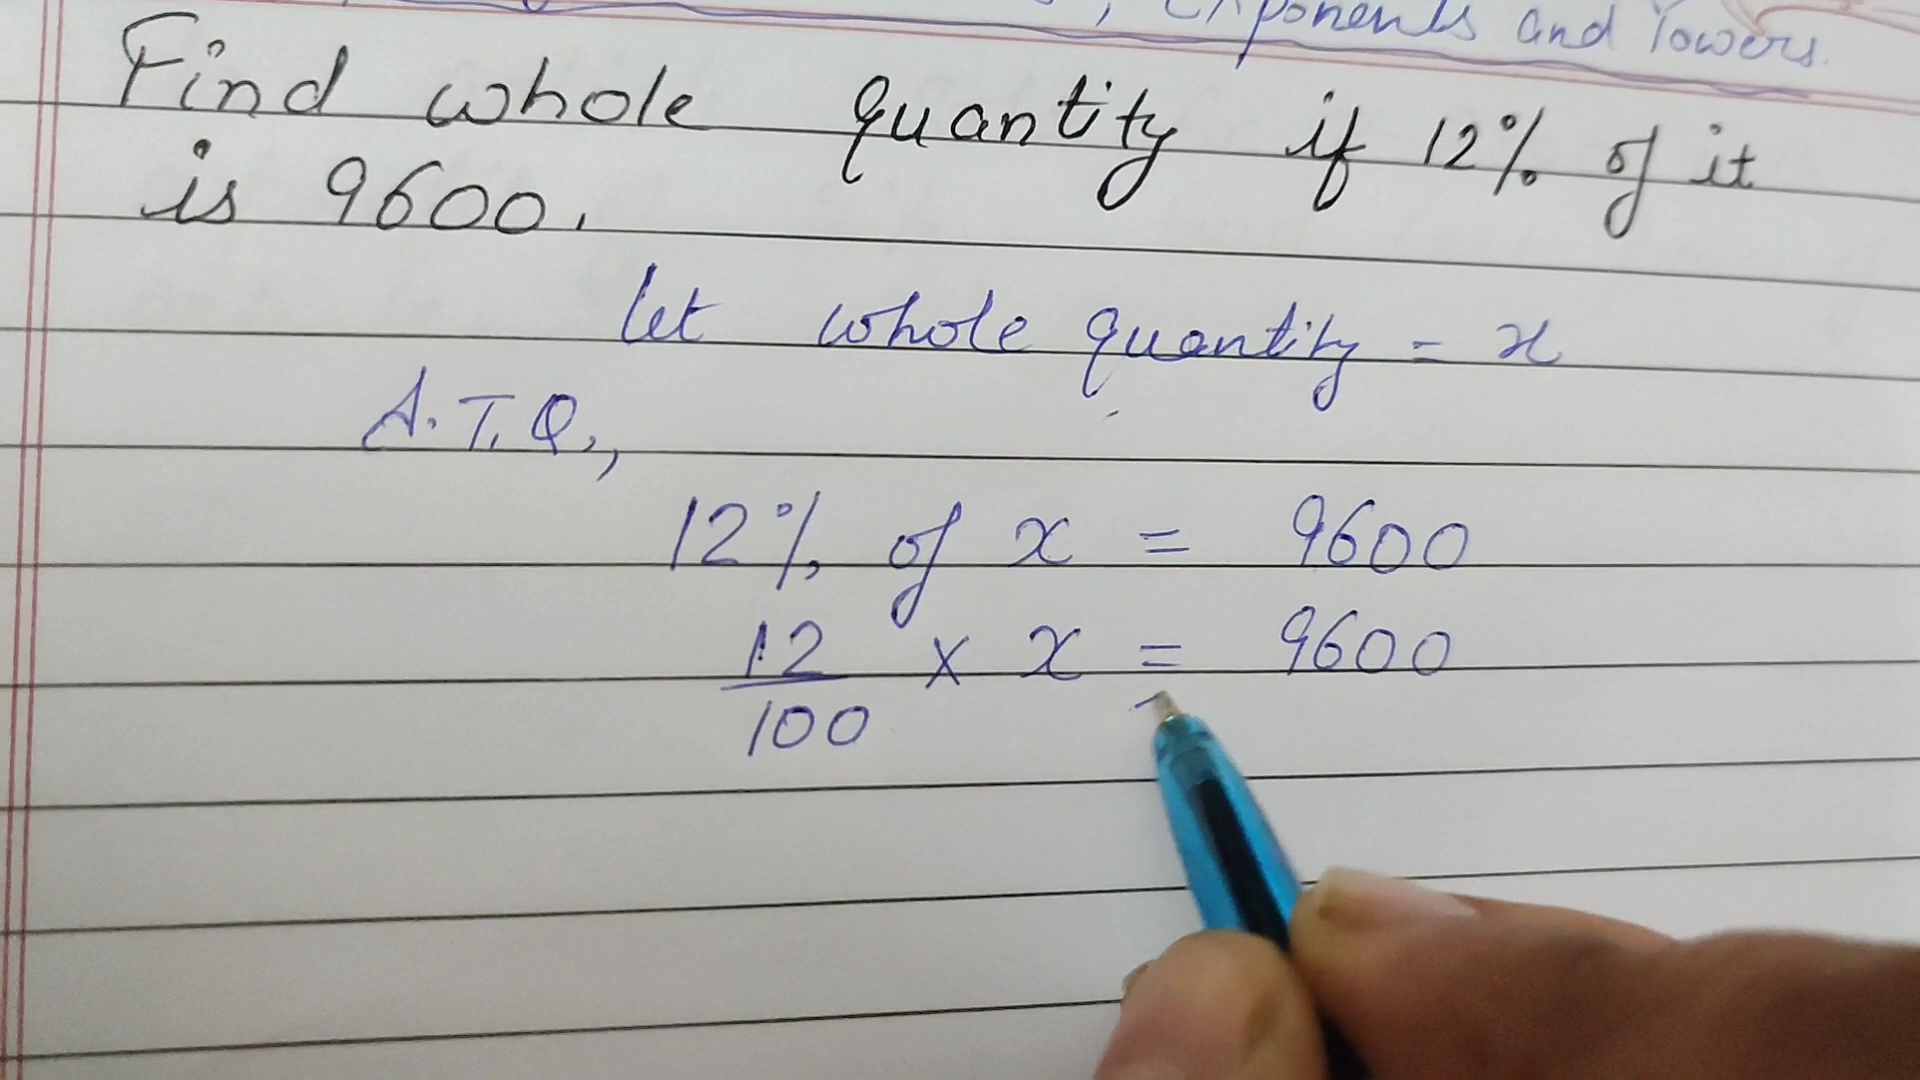 Exponents and Powers.
Find whole quantity if 12% of it
is 9600.
let whole quantity = x
A.T.Q.,
12% of x = 9600
12/100 × x = 9600